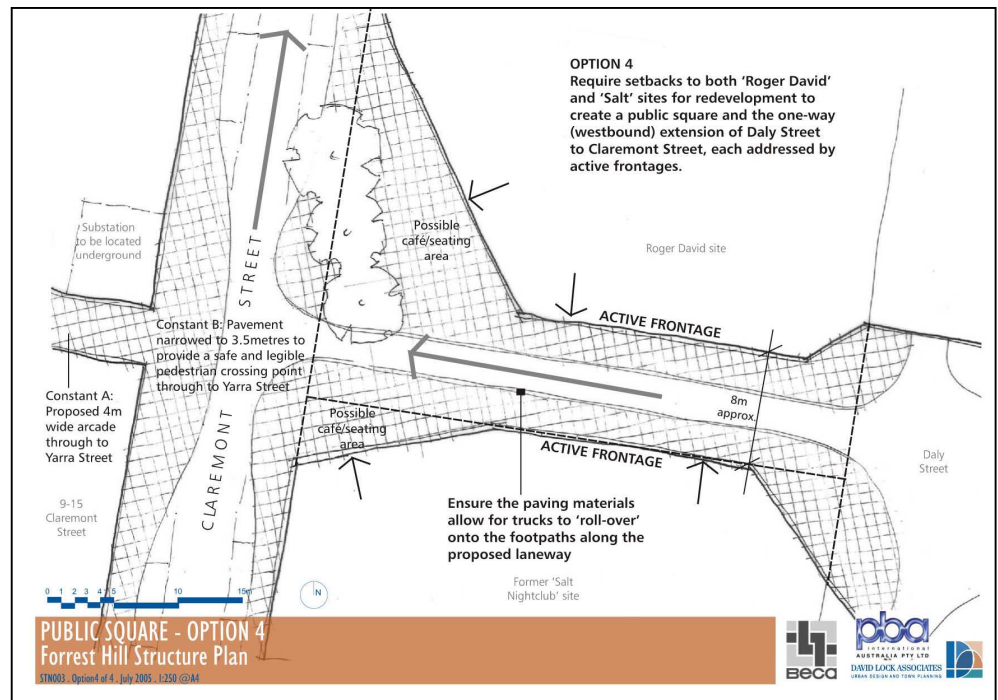 OPTION 4
Require setbacks to both 'Roger David'
and 'Salt' sites for redevelopment to
create a public square and the one-way
(westbound) extension of Daly Street
to Claremont Street, each addressed by
active frontages.
Substation
to be located
underground
STREET
Possible
café/seating
area
Roger David site
ACTIVE FRONTAGE
Constant B: Pavement
narrowed to 3.5metres to
provide a safe and legible
pedestrian crossing point
through to Yarra Street
Constant A:
Proposed 4m
wide arcade
through to
Yarra Street
CLAREMONT
Possible
café/seating
area
8m
approx.
ACTIVE FRONTAGE
Daly
Street
9-15
Claremont
Street
Ensure the paving materials
allow for trucks to 'roll-over'
onto the footpaths along the
proposed laneway
Former 'Salt
Nightclub' site
0 1 2 3 4 5 10 15m
N
PUBLIC SQUARE - OPTION 4
Forrest Hill Structure Plan
STN003 . Option4 of 4 . July 2005 . 1:250 @A4
Beca
pba
international
AUSTRALIA PTY LTD
DAVID LOCK ASSOCIATES
URBAN DESIGN AND TOWN PLANNING